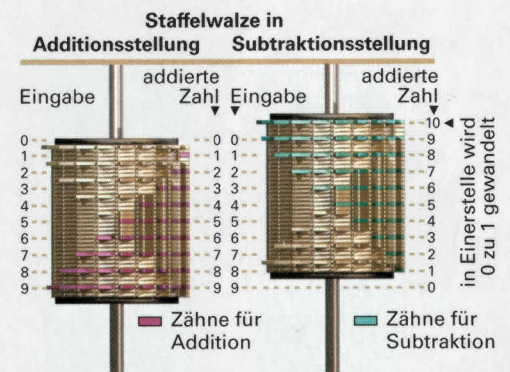 Staffelwalze in
Additionsstellung Subtraktionsstellung
Eingabe addierte Zahl
Eingabe addierte Zahl
0 0
1 1
2 2
3 3
4 4
5 5
6 6
7 7
8 8
9 9
10
0 9
1 8
2 7
3 6
4 5
5 4
6 3
7 2
8 1
9 0
in Einerstelle wird
0 zu 1 gewandelt
Zähne für
Addition
Zähne für
Subtraktion